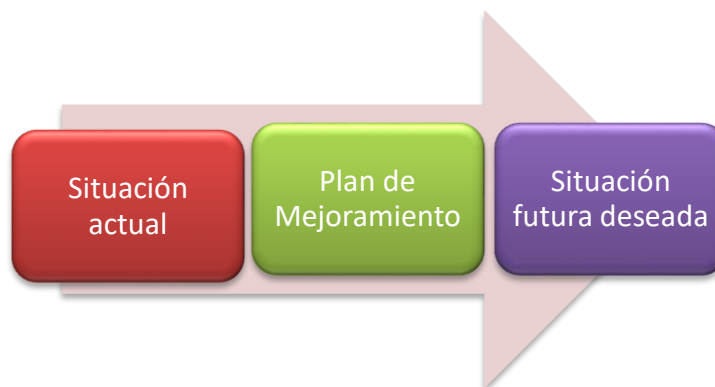 Situación
actual
Plan de
Mejoramiento
Situación
futura deseada